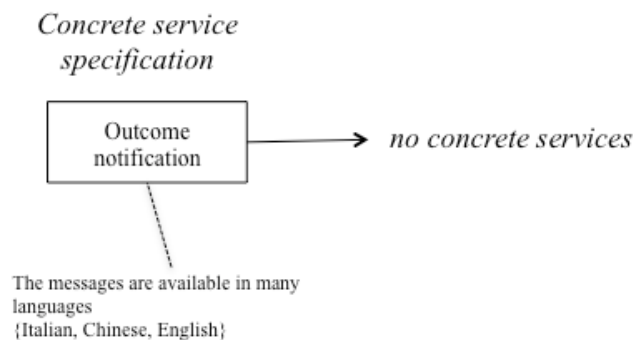 Concrete service
specification
Outcome
notification
no concrete services
The messages are available in many
languages
{Italian, Chinese, English}